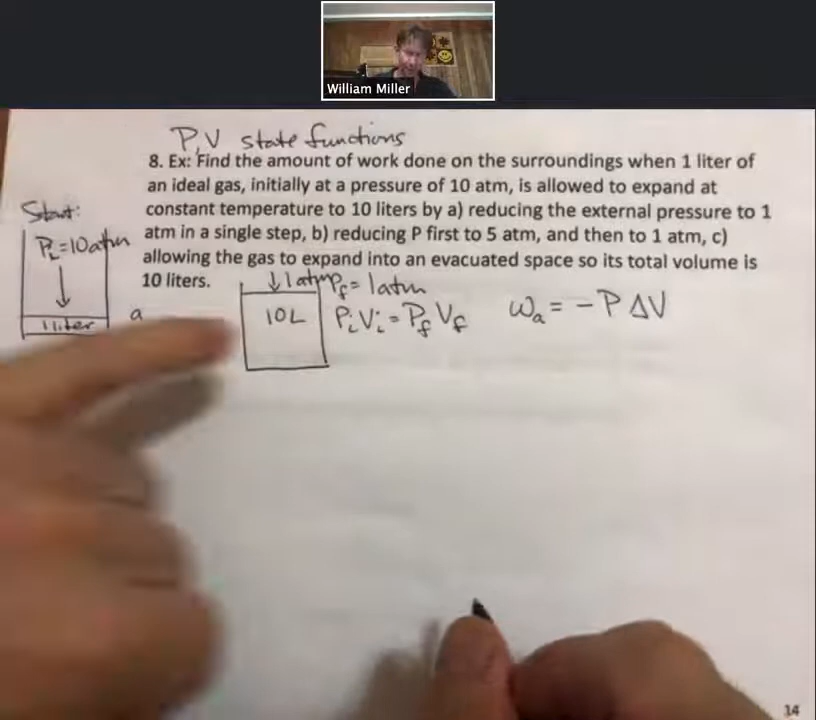 William Miller
P,V state functions
8. Ex: Find the amount of work done on the surroundings when 1 liter of
an ideal gas, initially at a pressure of 10 atm, is allowed to expand at
constant temperature to 10 liters by a) reducing the external pressure to 1
atm in a single step, b) reducing P first to 5 atm, and then to 1 atm, c)
allowing the gas to expand into an evacuated space so its total volume is
10 liters.
Start:
Pi=10atm
1 liter
a
↓1atm Pf= 1atm
10L
PiVi = PfVf
ωa = -PΔV
14